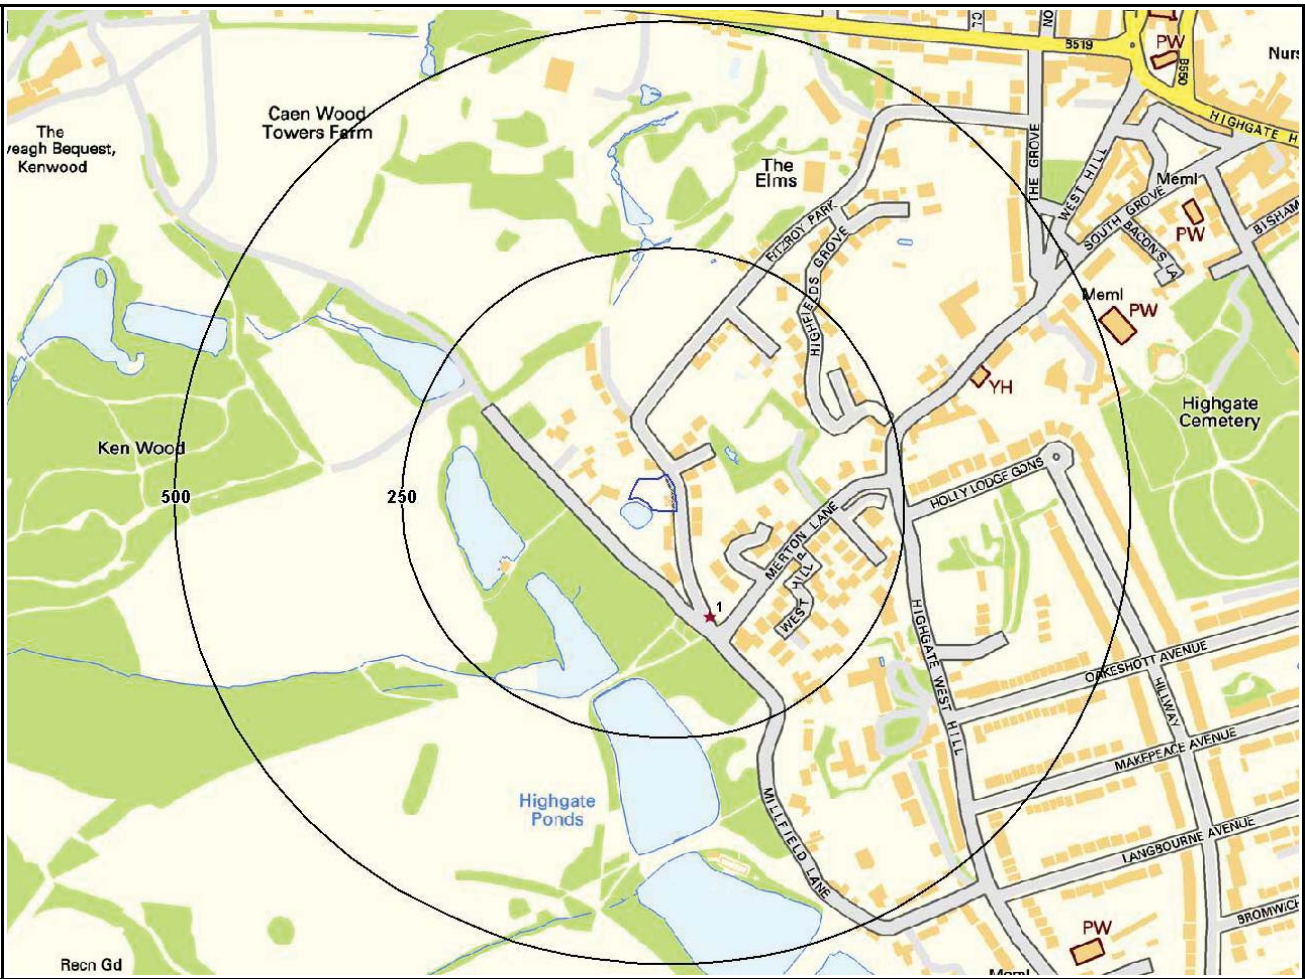 B519
PW
B550
Nurs
HIGHGATE H
Caen Wood
Towers Farm
The
veagh Bequest,
Kenwood
The
Elms
THE GROVE
WEST HILL
Meml
SOUTH GROVE
PW
BACON'S LA
BISHAM
FITZROY PARK
HIGHFIELDS GROVE
Meml
PW
YH
Highgate
Cemetery
Ken Wood
HOLLY LODGE GDNS
500
250
MERTON LANE
WEST HILL P
1
HIGHGATE WEST HILL
OAKESHOTT AVENUE
HILLWAY
MAKEPEACE AVENUE
Highgate
Ponds
MILLFIELD LANE
LANGBOURNE AVENUE
BROMWICH
PW
Recn Gd
Meml